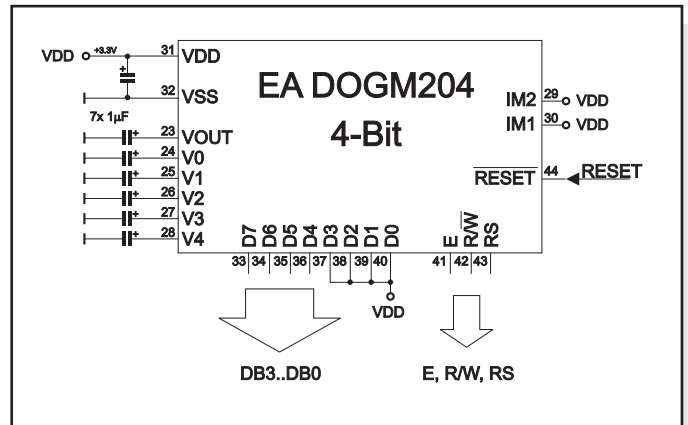 VDD +3.3V 31 VDD
EA DOGM204
4-Bit
32 VSS
7x 1µF
23 VOUT
24 V0
25 V1
26 V2
27 V3
28 V4
IM2 29 VDD
IM1 30 VDD
RESET 44 RESET
D7 D6 D5 D4 D3 D2 D1 D0
33 34 35 36 37 38 39 40
E R/W RS
41 42 43
VDD
DB3..DB0
E, R/W, RS